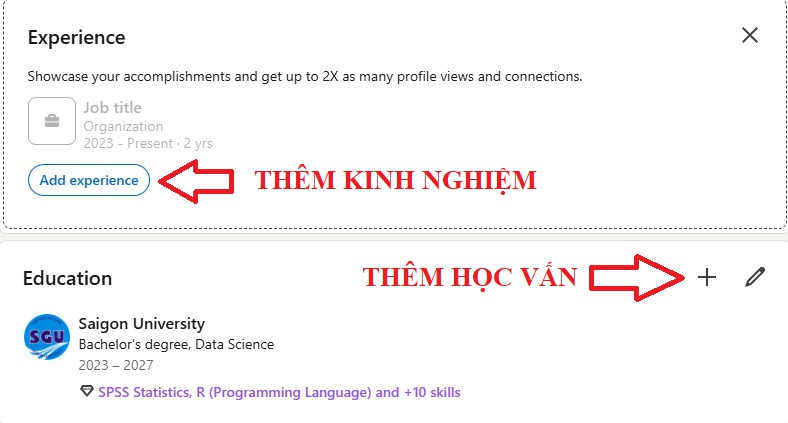 Experience
Showcase your accomplishments and get up to 2X as many profile views and connections.
Job title
Organization
2023 - Present · 2 yrs
Add experience
THÊM KINH NGHIỆM
Education
THÊM HỌC VẤN
SGU
Saigon University
Bachelor's degree, Data Science
2023 – 2027
SPSS Statistics, R (Programming Language) and +10 skills